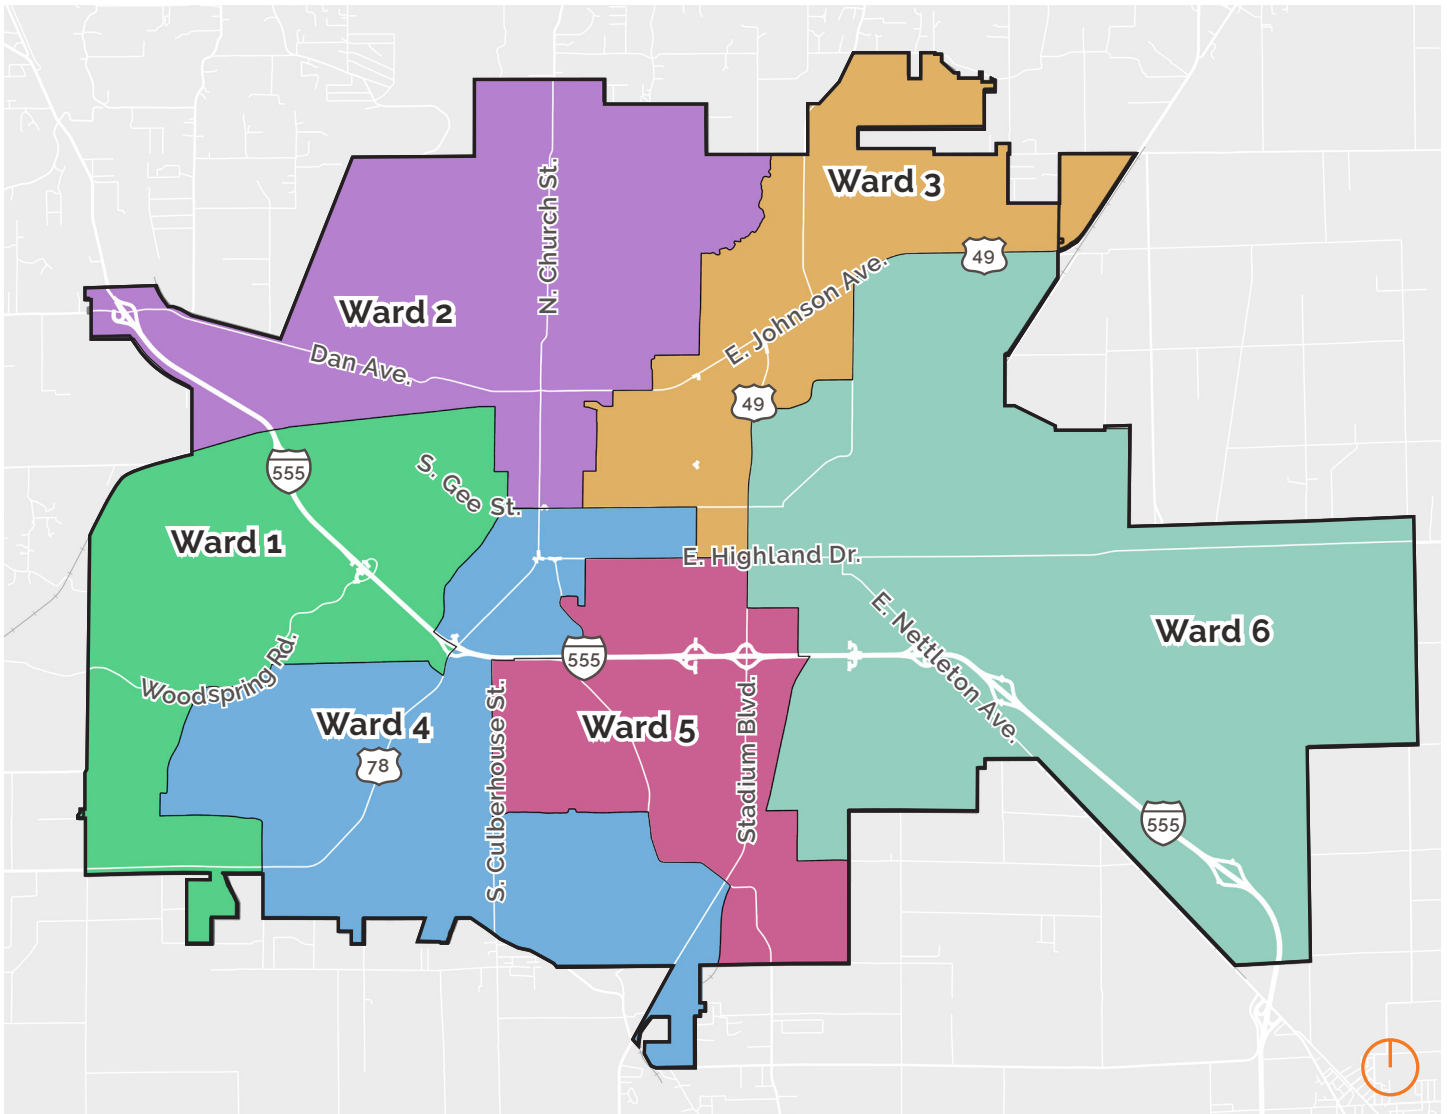 Ward 3
N. Church St.
49
Ward 2
E. Johnson Ave.
Dan Ave.
49
555
S. Gee St.
Ward 1
E. Highland Dr.
E. Nettleton Ave.
Ward 6
555
Woodspring Rd.
Ward 4
Ward 5
S. Culberhouse St.
Stadium Blvd.
78
555